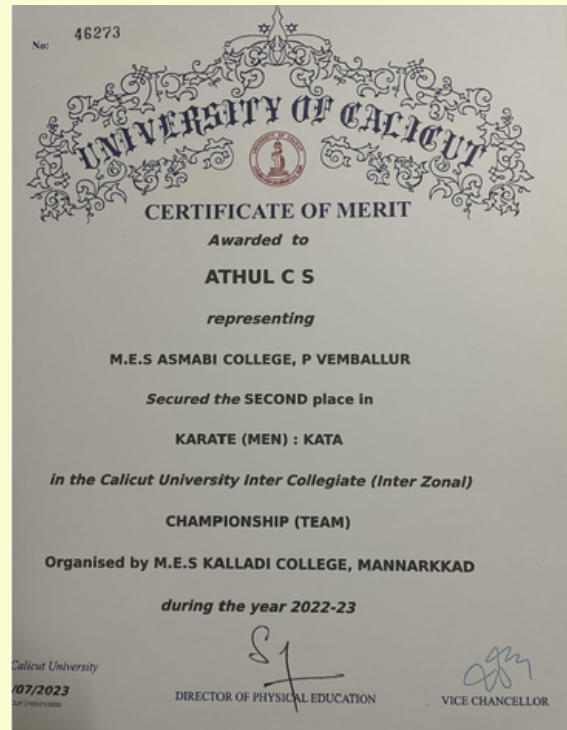 No: 46273
UNIVERSITY OF CALICUT
CERTIFICATE OF MERIT
Awarded to
ATHUL C S
representing
M.E.S ASMABI COLLEGE, P VEMBALLUR
Secured the SECOND place in
KARATE (MEN) : KATA
in the Calicut University Inter Collegiate (Inter Zonal)
CHAMPIONSHIP (TEAM)
Organised by M.E.S KALLADI COLLEGE, MANNARKKAD
during the year 2022-23
Calicut University
/07/2023
DIRECTOR OF PHYSICAL EDUCATION
VICE CHANCELLOR